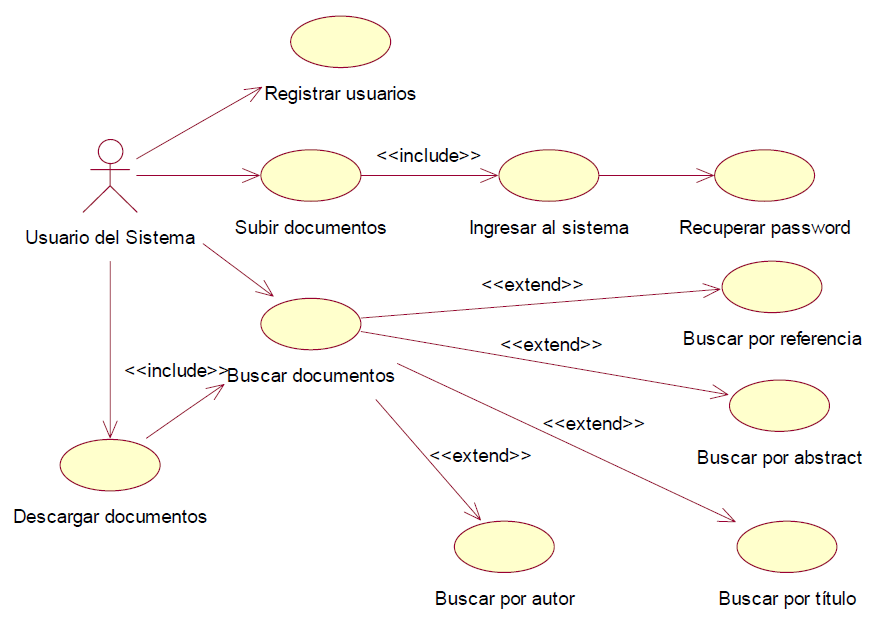 Registrar usuarios
<<include>>
Usuario del Sistema
Subir documentos
Ingresar al sistema
Recuperar password
<<extend>>
Buscar por referencia
<<extend>>
<<include>>
Buscar documentos
<<extend>>
Buscar por abstract
<<extend>>
Descargar documentos
Buscar por autor
Buscar por título